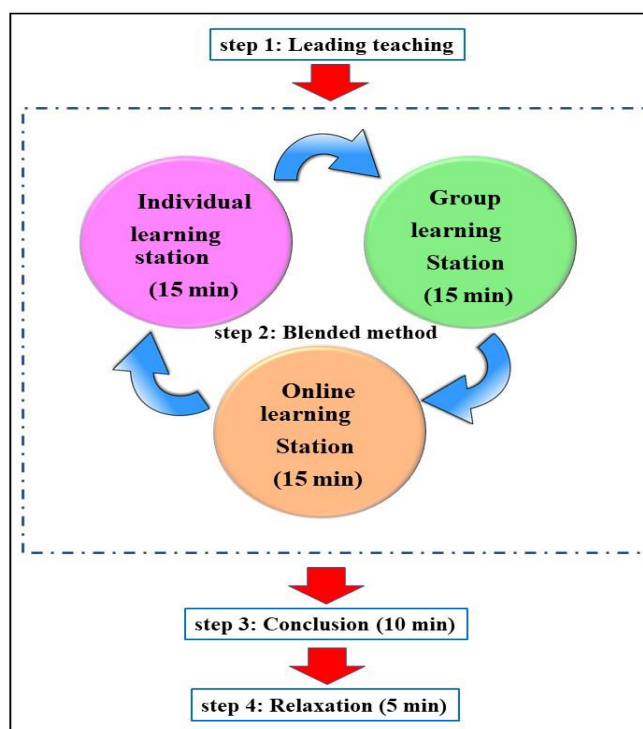 step 1: Leading teaching
Individual
learning
station
(15 min)
Group
learning
Station
(15 min)
step 2: Blended method
Online
learning
Station
(15 min)
step 3: Conclusion (10 min)
step 4: Relaxation (5 min)